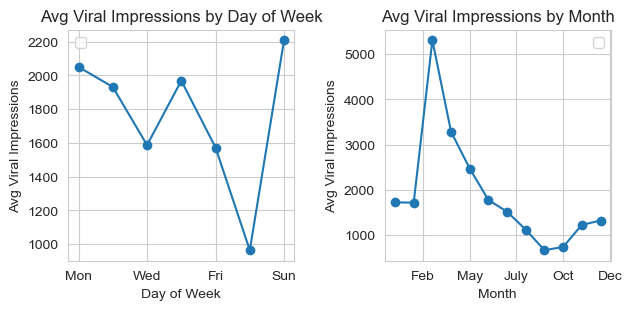 Avg Viral Impressions by Day of Week
Avg Viral Impressions
2200
2000
1800
1600
1400
1200
1000
Mon
Wed
Fri
Sun
Day of Week
Avg Viral Impressions by Month
Avg Viral Impressions
5000
4000
3000
2000
1000
Feb
May
July
Oct
Dec
Month